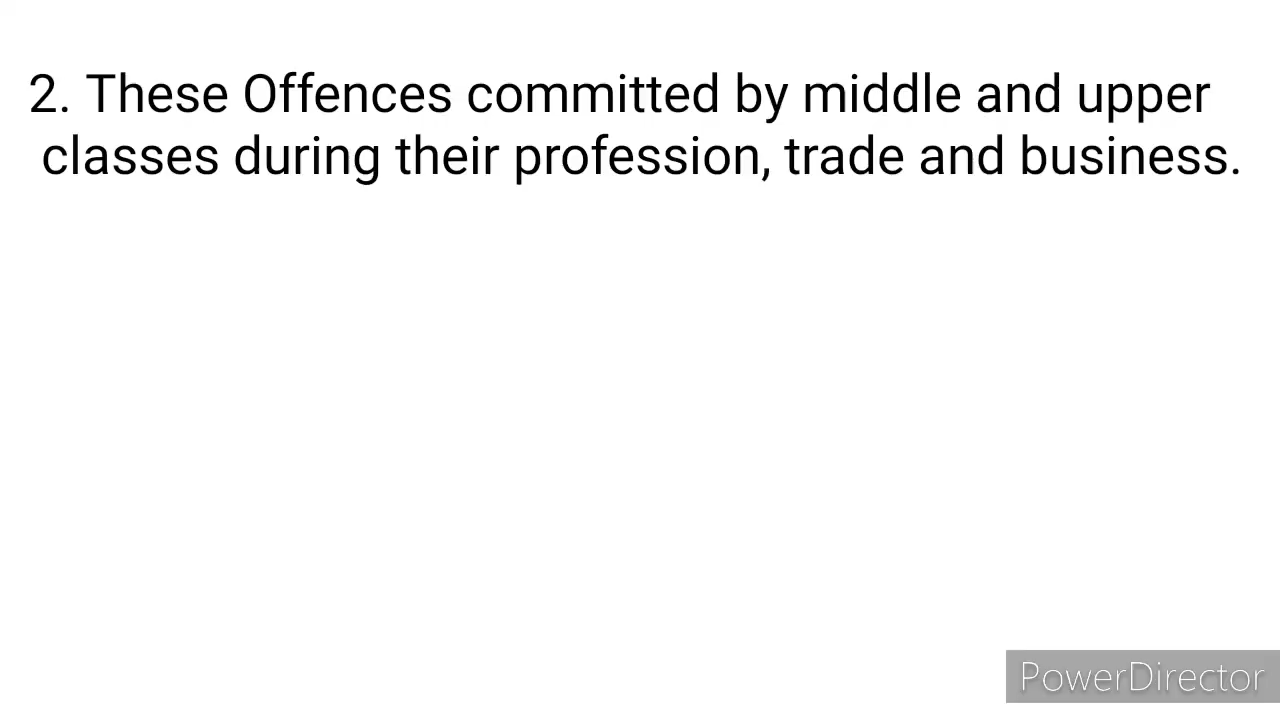 2. These Offences committed by middle and upper
classes during their profession, trade and business.
PowerDirector